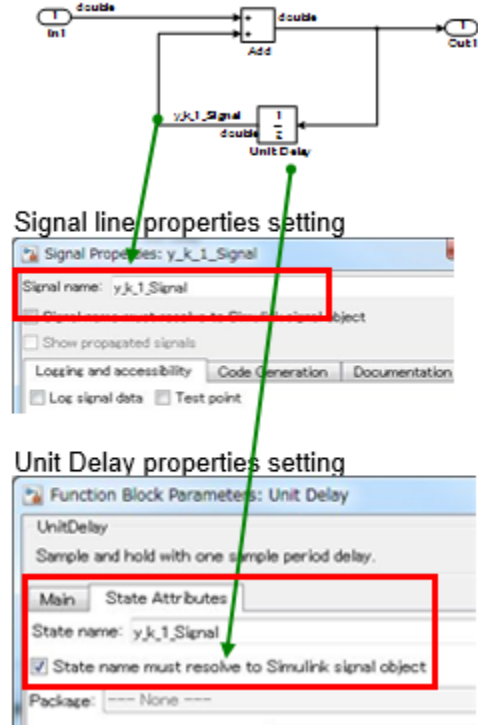 double
double
1
In1
+
+
Add
1
Out1
y_k_1_Signal
double
1
z
Unit Delay
Signal line properties setting
Signal Properties: y_k_1_Signal
Signal name: y_k_1_Signal
Signal name must resolve to Simulink signal object
Show propagated signals
Logging and accessibility Code Generation Documentation
Log signal data Test point
Unit Delay properties setting
Function Block Parameters: Unit Delay
UnitDelay
Sample and hold with one sample period delay.
Main State Attributes
State name: y_k_1_Signal
State name must resolve to Simulink signal object
Package: --- None ---